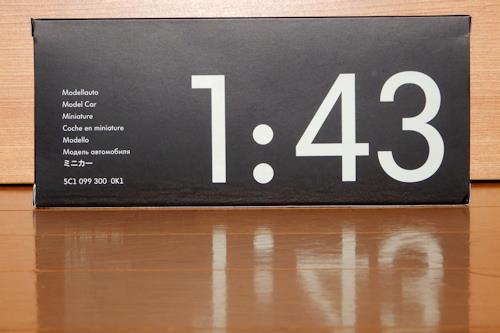 Modellauto
Model Car
Miniature
Coche en miniature
Modello
Модель автомобиля
ミニカー
5C1 099 300 0K1
1:43